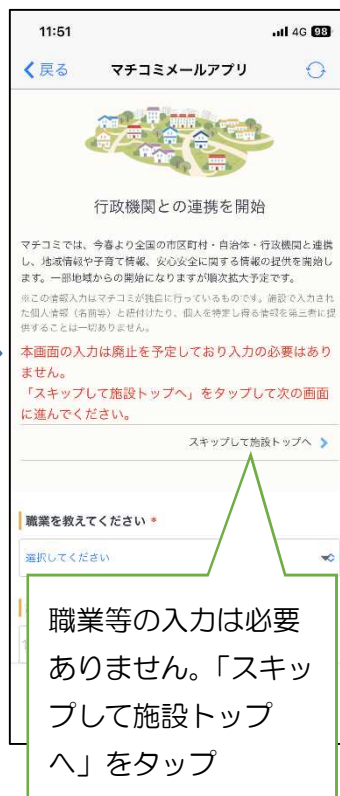 11:51
4G 98
戻る
マチコミメールアプリ
行政機関との連携を開始
マチコミでは、今春より全国の市区町村・自治体・行政機関と連携
し、地域情報や子育て情報、安心安全に関する情報の提供を開始し
ます。一部地域からの開始になりますが順次拡大予定です。
※この情報入力はマチコミが独自に行っているものです。施設で入力され
た個人情報（名前等）と紐付けたり、個人を特定し得る情報を第三者に提
供することは一切ありません。
本画面の入力は廃止を予定しており入力の必要はあり
ません。
「スキップして施設トップへ」をタップして次の画面
に進んでください。
スキップして施設トップへ
職業を教えてください *
選択してください
職業等の入力は必要
ありません。「スキッ
プして施設トップ
へ」をタップ